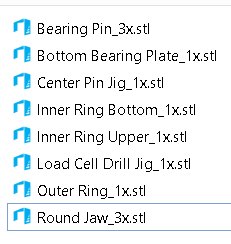 Bearing Pin_3x.stl
Bottom Bearing Plate_1x.stl
Center Pin Jig_1x.stl
Inner Ring Bottom_1x.stl
Inner Ring Upper_1x.stl
Load Cell Drill Jig_1x.stl
Outer Ring_1x.stl
Round Jaw_3x.stl